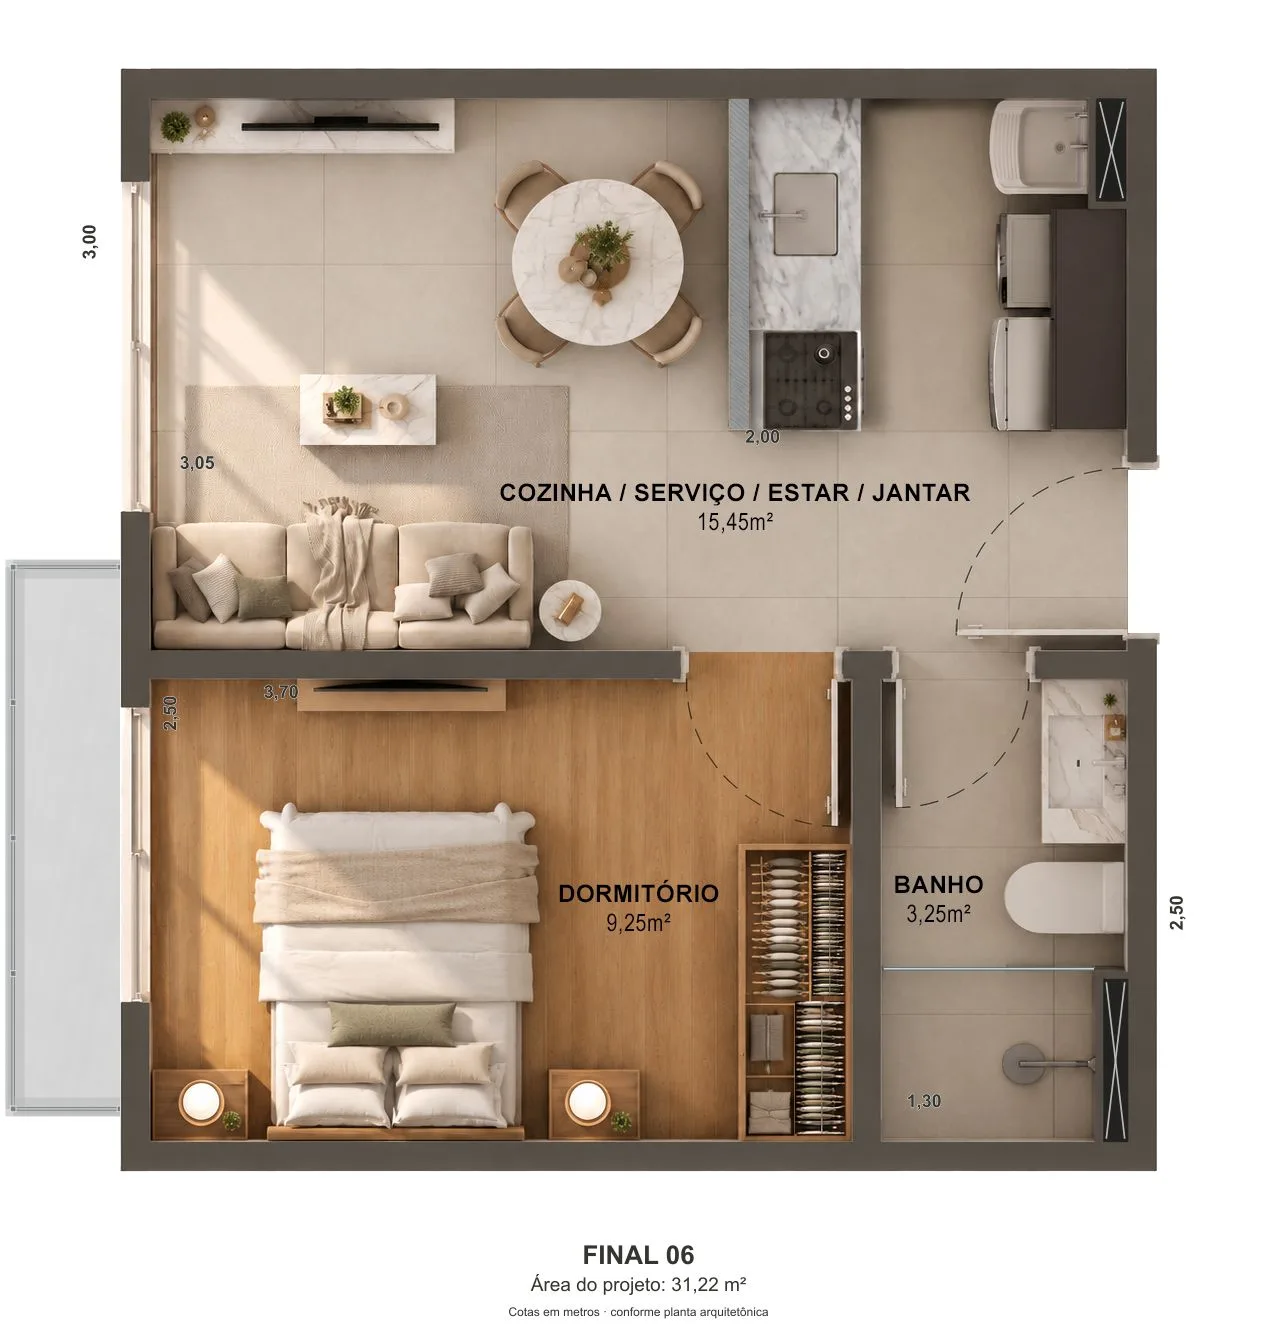 3,00
3,05
2,00
COZINHA / SERVIÇO / ESTAR / JANTAR
15,45m²
3,70
2,50
DORMITÓRIO
9,25m²
BANHO
3,25m²
2,50
1,30
FINAL 06
Área do projeto: 31,22 m²
Cotas em metros · conforme planta arquitetônica